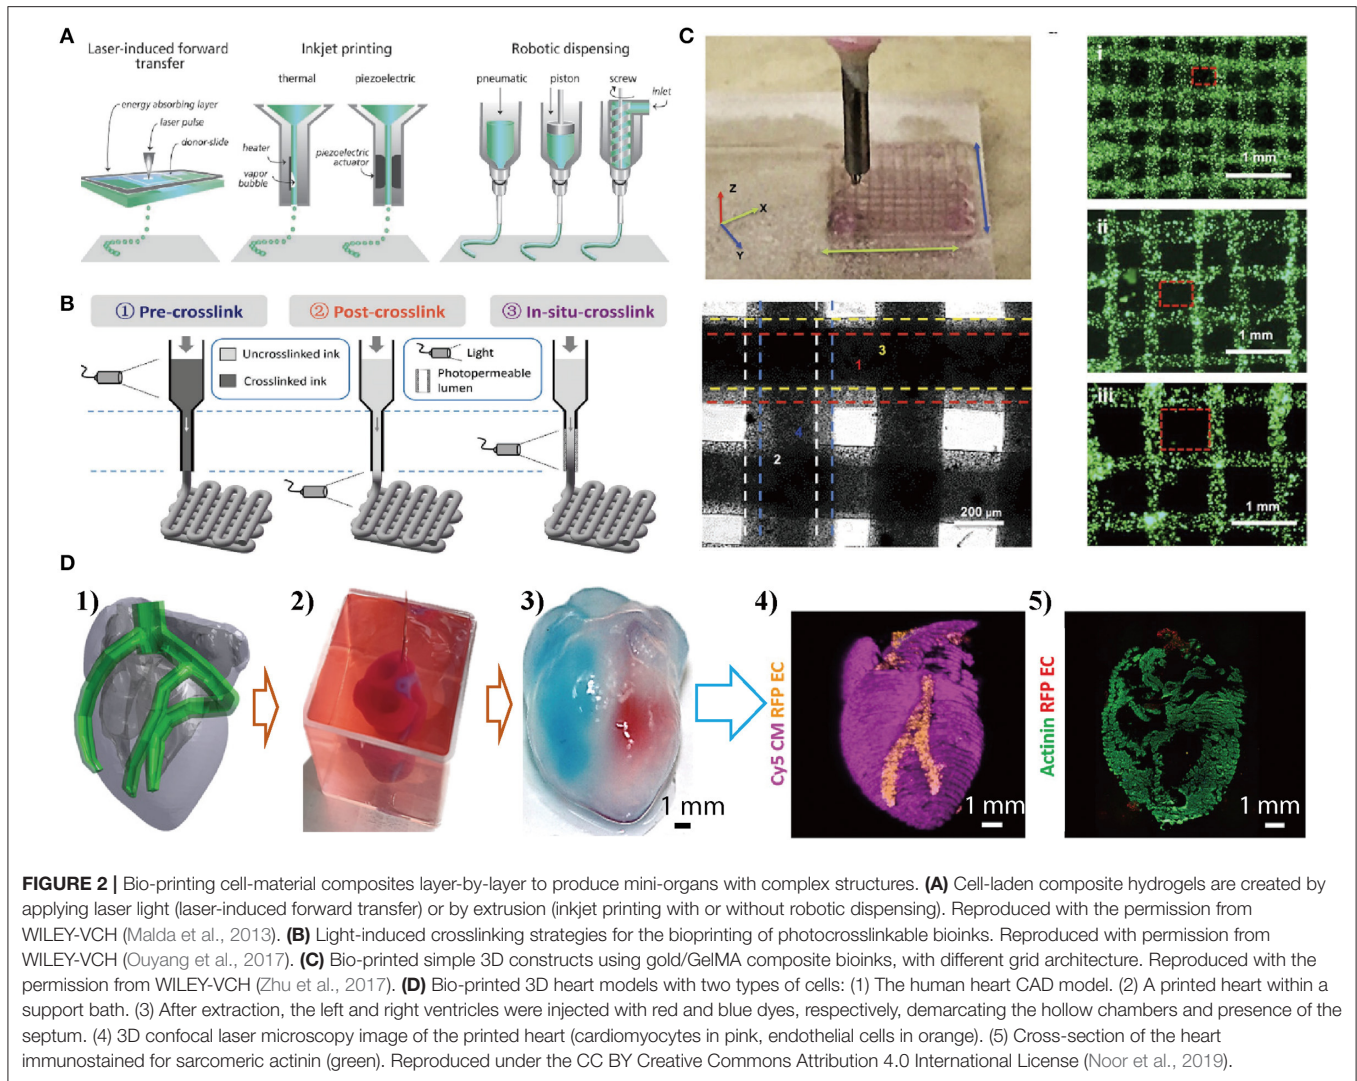 A
Laser-induced forward
transfer
energy absorbing layer
laser pulse
donor-slide
Inkjet printing
thermal
piezoelectric
heater
vapor
bubble
piezoelectric
actuator
Robotic dispensing
pneumatic
piston
screw
inlet
B
① Pre-crosslink
② Post-crosslink
③ In-situ-crosslink
Uncrosslinked ink
Crosslinked ink
Light
Photopermeable
lumen
C
Z
X
Y
1
2
3
4
200 µm
i
1 mm
ii
1 mm
iii
1 mm
D
1)
2)
3)
1 mm
4)
Cy5 CM RFP EC
1 mm
5)
Actinin RFP EC
1 mm
FIGURE 2 | Bio-printing cell-material composites layer-by-layer to produce mini-organs with complex structures. (A) Cell-laden composite hydrogels are created by
applying laser light (laser-induced forward transfer) or by extrusion (inkjet printing with or without robotic dispensing). Reproduced with the permission from
WILEY-VCH (Malda et al., 2013). (B) Light-induced crosslinking strategies for the bioprinting of photocrosslinkable bioinks. Reproduced with permission from
WILEY-VCH (Ouyang et al., 2017). (C) Bio-printed simple 3D constructs using gold/GelMA composite bioinks, with different grid architecture. Reproduced with the
permission from WILEY-VCH (Zhu et al., 2017). (D) Bio-printed 3D heart models with two types of cells: (1) The human heart CAD model. (2) A printed heart within a
support bath. (3) After extraction, the left and right ventricles were injected with red and blue dyes, respectively, demarcating the hollow chambers and presence of the
septum. (4) 3D confocal laser microscopy image of the printed heart (cardiomyocytes in pink, endothelial cells in orange). (5) Cross-section of the heart
immunostained for sarcomeric actinin (green). Reproduced under the CC BY Creative Commons Attribution 4.0 International License (Noor et al., 2019).